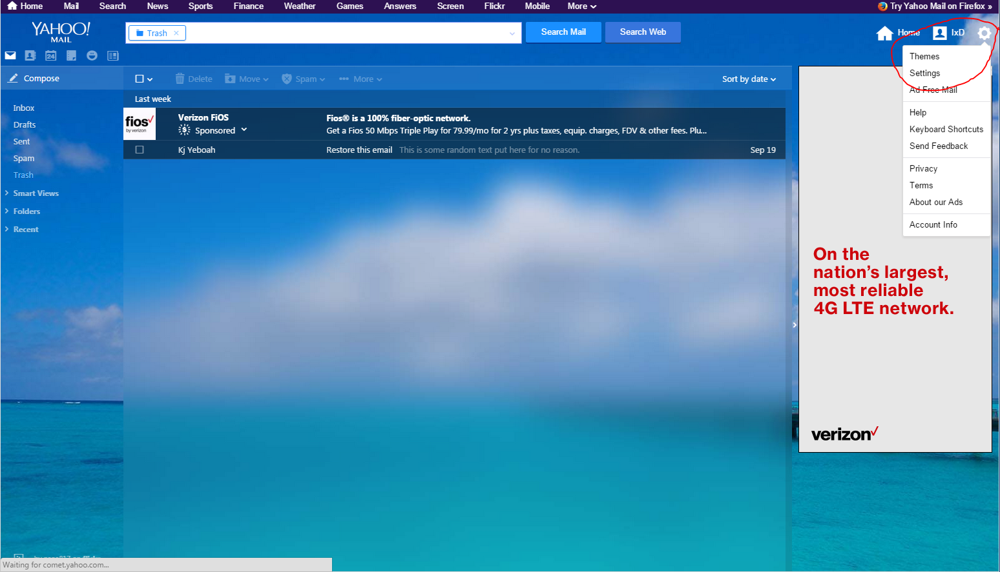 Home Mail Search News Sports Finance Weather Games Answers Screen Flickr Mobile More Try Yahoo Mail on Firefox »
YAHOO!
MAIL
Trash × Search Mail Search Web Home IxD
24
Compose
Delete Move Spam More Sort by date
Inbox
Drafts
Sent
Spam
Trash
Smart Views
Folders
Recent
Last week
fios
by verizon
Verizon FiOS Fios® is a 100% fiber-optic network.
Sponsored Get a Fios 50 Mbps Triple Play for 79.99/mo for 2 yrs plus taxes, equip. charges, FDV & other fees. Plu...
Kj Yeboah Restore this email This is some random text put here for no reason. Sep 19
Themes
Settings
Ad Free Mail
Help
Keyboard Shortcuts
Send Feedback
Privacy
Terms
About our Ads
Account Info
On the
nation's largest,
most reliable
4G LTE network.
verizon
Waiting for comet.yahoo.com...